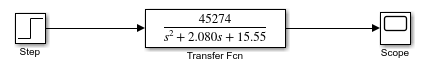 45274
s² + 2.080s + 15.55
Step
Transfer Fcn
Scope